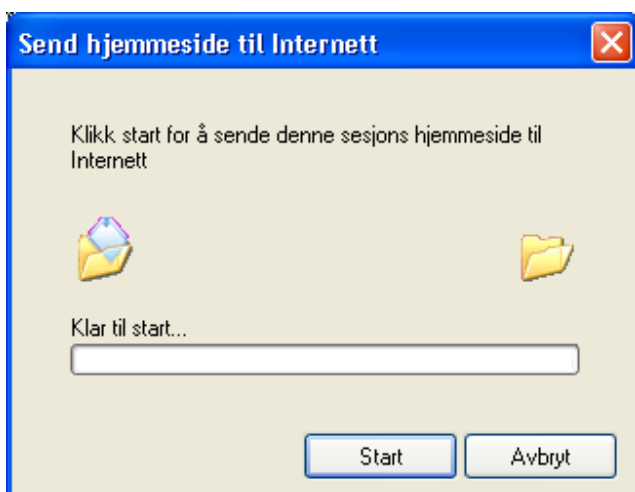 Send hjemmeside til Internett
Klikk start for å sende denne sesjons hjemmeside til
Internett
Klar til start...
Start
Avbryt